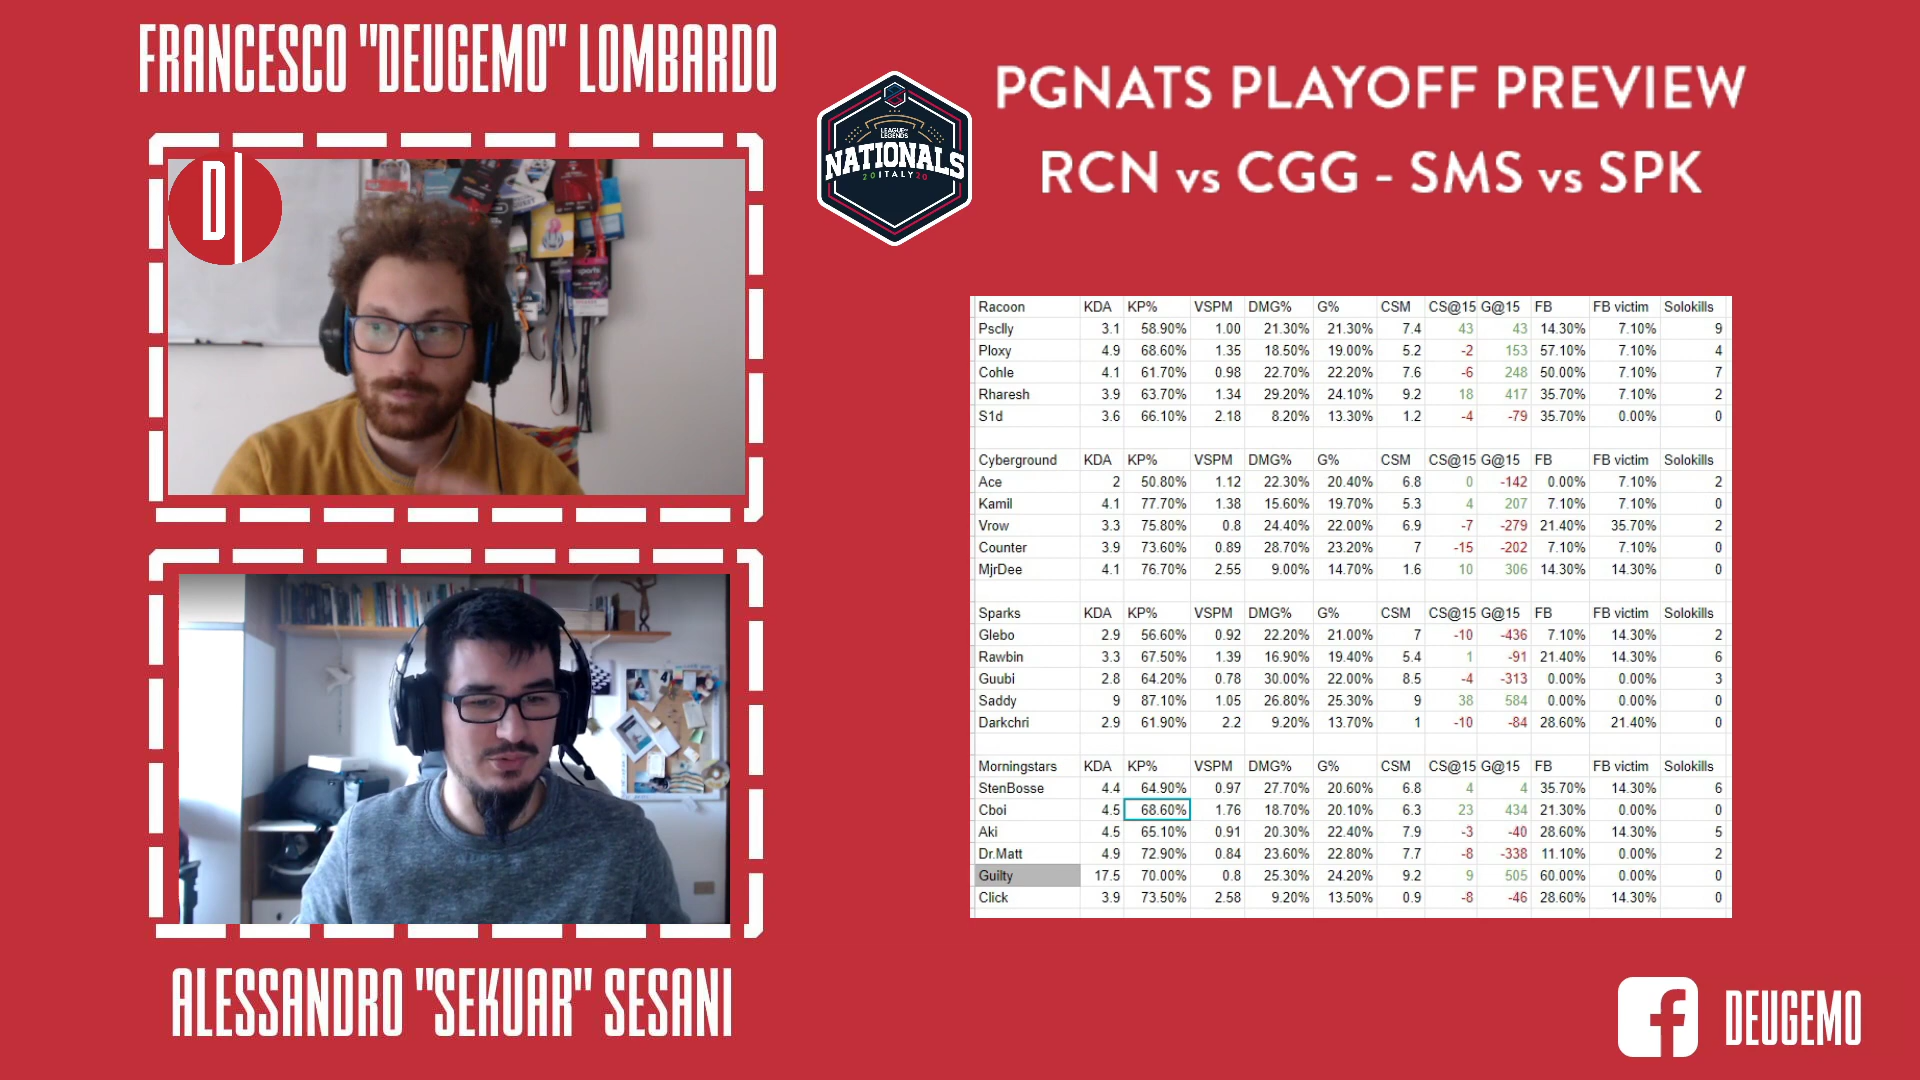 FRANCESCO "DEUGEMO" LOMBARDO
D
LEAGUE OF
LEGENDS
NATIONALS
20ITALY20
PGNATS PLAYOFF PREVIEW
RCN vs CGG - SMS vs SPK
Racoon KDA KP% VSPM DMG% G% CSM CS@15 G@15 FB FB victim Solokills
Psclly 3.1 58.90% 1.00 21.30% 21.30% 7.4 43 43 14.30% 7.10% 9
Ploxy 4.9 68.60% 1.35 18.50% 19.00% 5.2 -2 153 57.10% 7.10% 4
Cohle 4.1 61.70% 0.98 22.70% 22.20% 7.6 -6 248 50.00% 7.10% 7
Rharesh 3.9 63.70% 1.34 29.20% 24.10% 9.2 18 417 35.70% 7.10% 2
S1d 3.6 66.10% 2.18 8.20% 13.30% 1.2 -4 -79 35.70% 0.00% 0
Cyberground KDA KP% VSPM DMG% G% CSM CS@15 G@15 FB FB victim Solokills
Ace 2 50.80% 1.12 22.30% 20.40% 6.8 0 -142 0.00% 7.10% 2
Kamil 4.1 77.70% 1.38 15.60% 19.70% 5.3 4 207 7.10% 7.10% 0
Vrow 3.3 75.80% 0.8 24.40% 22.00% 6.9 -7 -279 21.40% 35.70% 2
Counter 3.9 73.60% 0.89 28.70% 23.20% 7 -15 -202 7.10% 7.10% 0
MjrDee 4.1 76.70% 2.55 9.00% 14.70% 1.6 10 306 14.30% 14.30% 0
Sparks KDA KP% VSPM DMG% G% CSM CS@15 G@15 FB FB victim Solokills
Glebo 2.9 56.60% 0.92 22.20% 21.00% 7 -10 -436 7.10% 14.30% 2
Rawbin 3.3 67.50% 1.39 16.90% 19.40% 5.4 1 -91 21.40% 14.30% 6
Guubi 2.8 64.20% 0.78 30.00% 22.00% 8.5 -4 -313 0.00% 0.00% 3
Saddy 9 87.10% 1.05 26.80% 25.30% 9 38 584 0.00% 0.00% 0
Darkchri 2.9 61.90% 2.2 9.20% 13.70% 1 -10 -84 28.60% 21.40% 0
Morningstars KDA KP% VSPM DMG% G% CSM CS@15 G@15 FB FB victim Solokills
StenBosse 4.4 64.90% 0.97 27.70% 20.60% 6.8 4 4 35.70% 14.30% 6
Cboi 4.5 68.60% 1.76 18.70% 20.10% 6.3 23 434 21.30% 0.00% 0
Aki 4.5 65.10% 0.91 20.30% 22.40% 7.9 -3 -40 28.60% 14.30% 5
Dr.Matt 4.9 72.90% 0.84 23.60% 22.80% 7.7 -8 -338 11.10% 0.00% 2
Guilty 17.5 70.00% 0.8 25.30% 24.20% 9.2 9 505 60.00% 0.00% 0
Click 3.9 73.50% 2.58 9.20% 13.50% 0.9 -8 -46 28.60% 14.30% 0
ALESSANDRO "SEKUAR" SESANI
f DEUGEMO